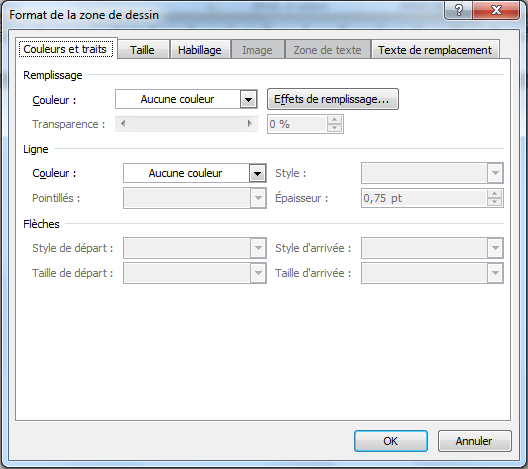 Format de la zone de dessin
Couleurs et traits Taille Habillage Image Zone de texte Texte de remplacement
Remplissage
Couleur : Aucune couleur Effets de remplissage...
Transparence : 0 %
Ligne
Couleur : Aucune couleur Style :
Pointillés : Épaisseur : 0,75 pt
Flèches
Style de départ : Style d'arrivée :
Taille de départ : Taille d'arrivée :
OK Annuler